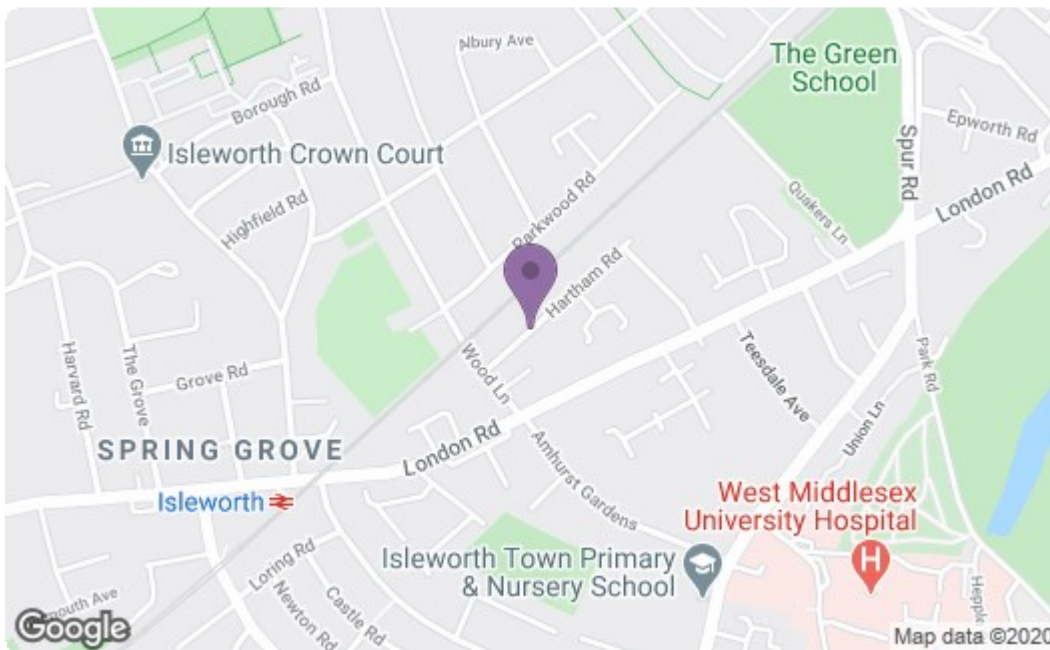 Albury Ave
The Green
School
Borough Rd
Epworth Rd
Isleworth Crown Court
Spur Rd
London Rd
Parkwood Rd
Quakers Ln
Highfield Rd
Hartham Rd
Harvard Rd
The Grove
Grove Rd
Wood Ln
Teesdale Ave
Park Rd
Union Ln
SPRING GROVE
London Rd
Amhurst Gardens
Isleworth
West Middlesex
University Hospital
H
Isleworth Town Primary
& Nursery School
Loring Rd
Newton Rd
Castle Rd
Google
Map data ©2020